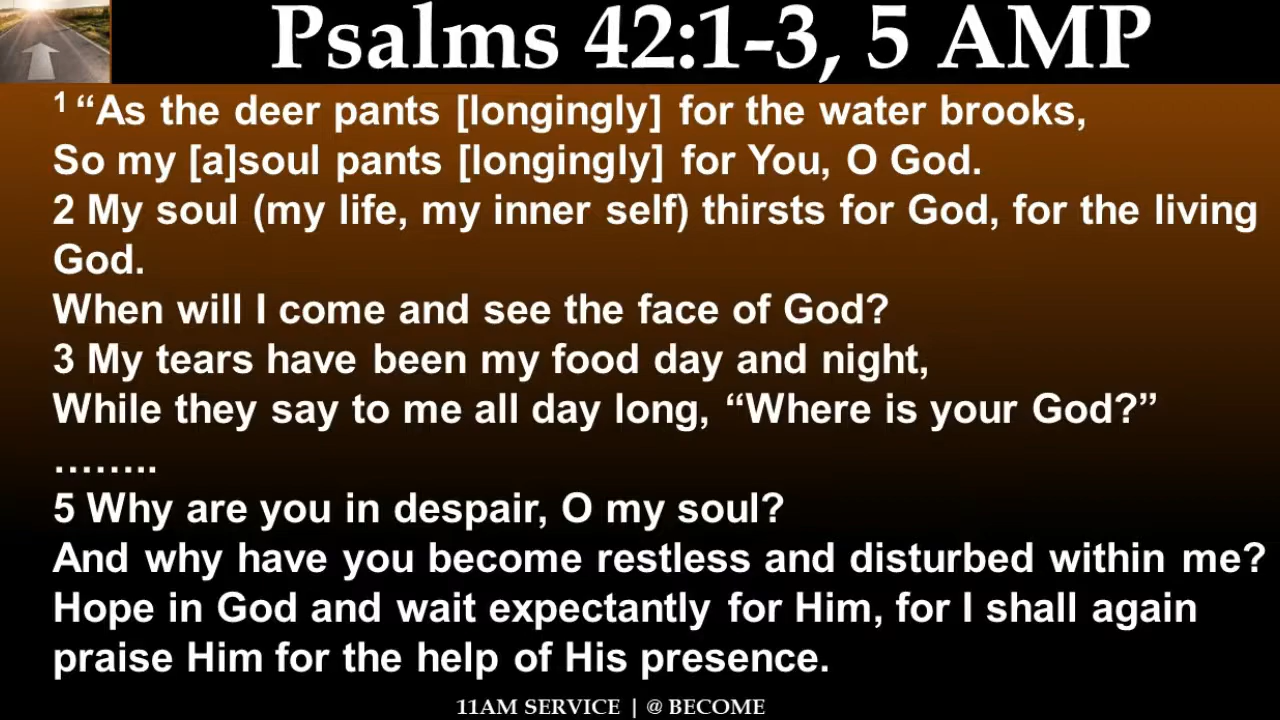 Psalms 42:1-3, 5 AMP
1 “As the deer pants [longingly] for the water brooks,
So my [a]soul pants [longingly] for You, O God.
2 My soul (my life, my inner self) thirsts for God, for the living
God.
When will I come and see the face of God?
3 My tears have been my food day and night,
While they say to me all day long, “Where is your God?”
……..
5 Why are you in despair, O my soul?
And why have you become restless and disturbed within me?
Hope in God and wait expectantly for Him, for I shall again
praise Him for the help of His presence.
11AM SERVICE | @ BECOME